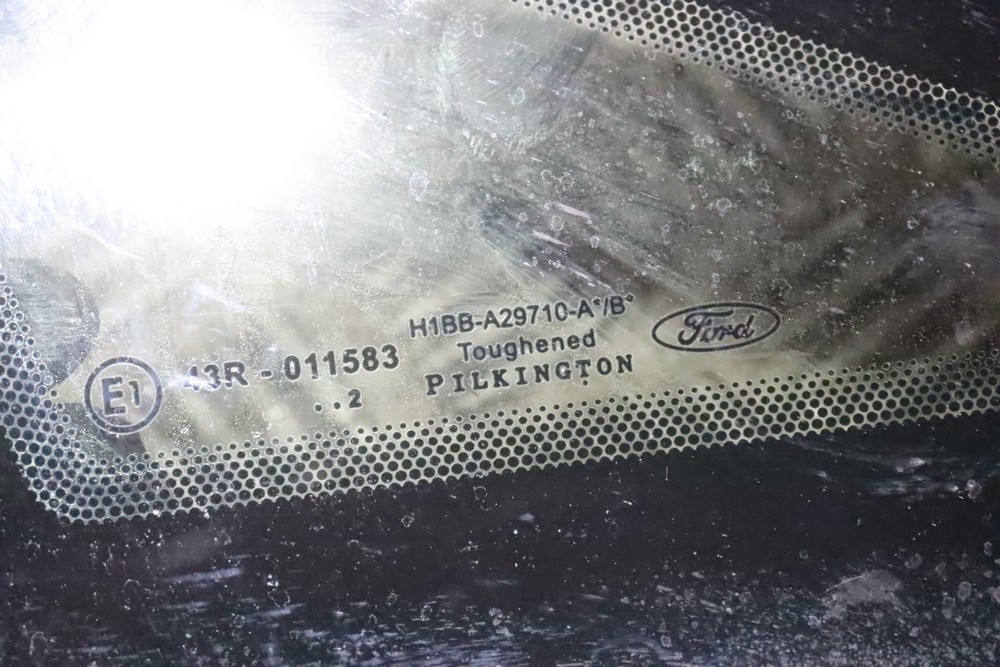 E1
43R - 011583
..2
H1BB-A29710-A*/B*
Toughened
PILKINGTON
Ford